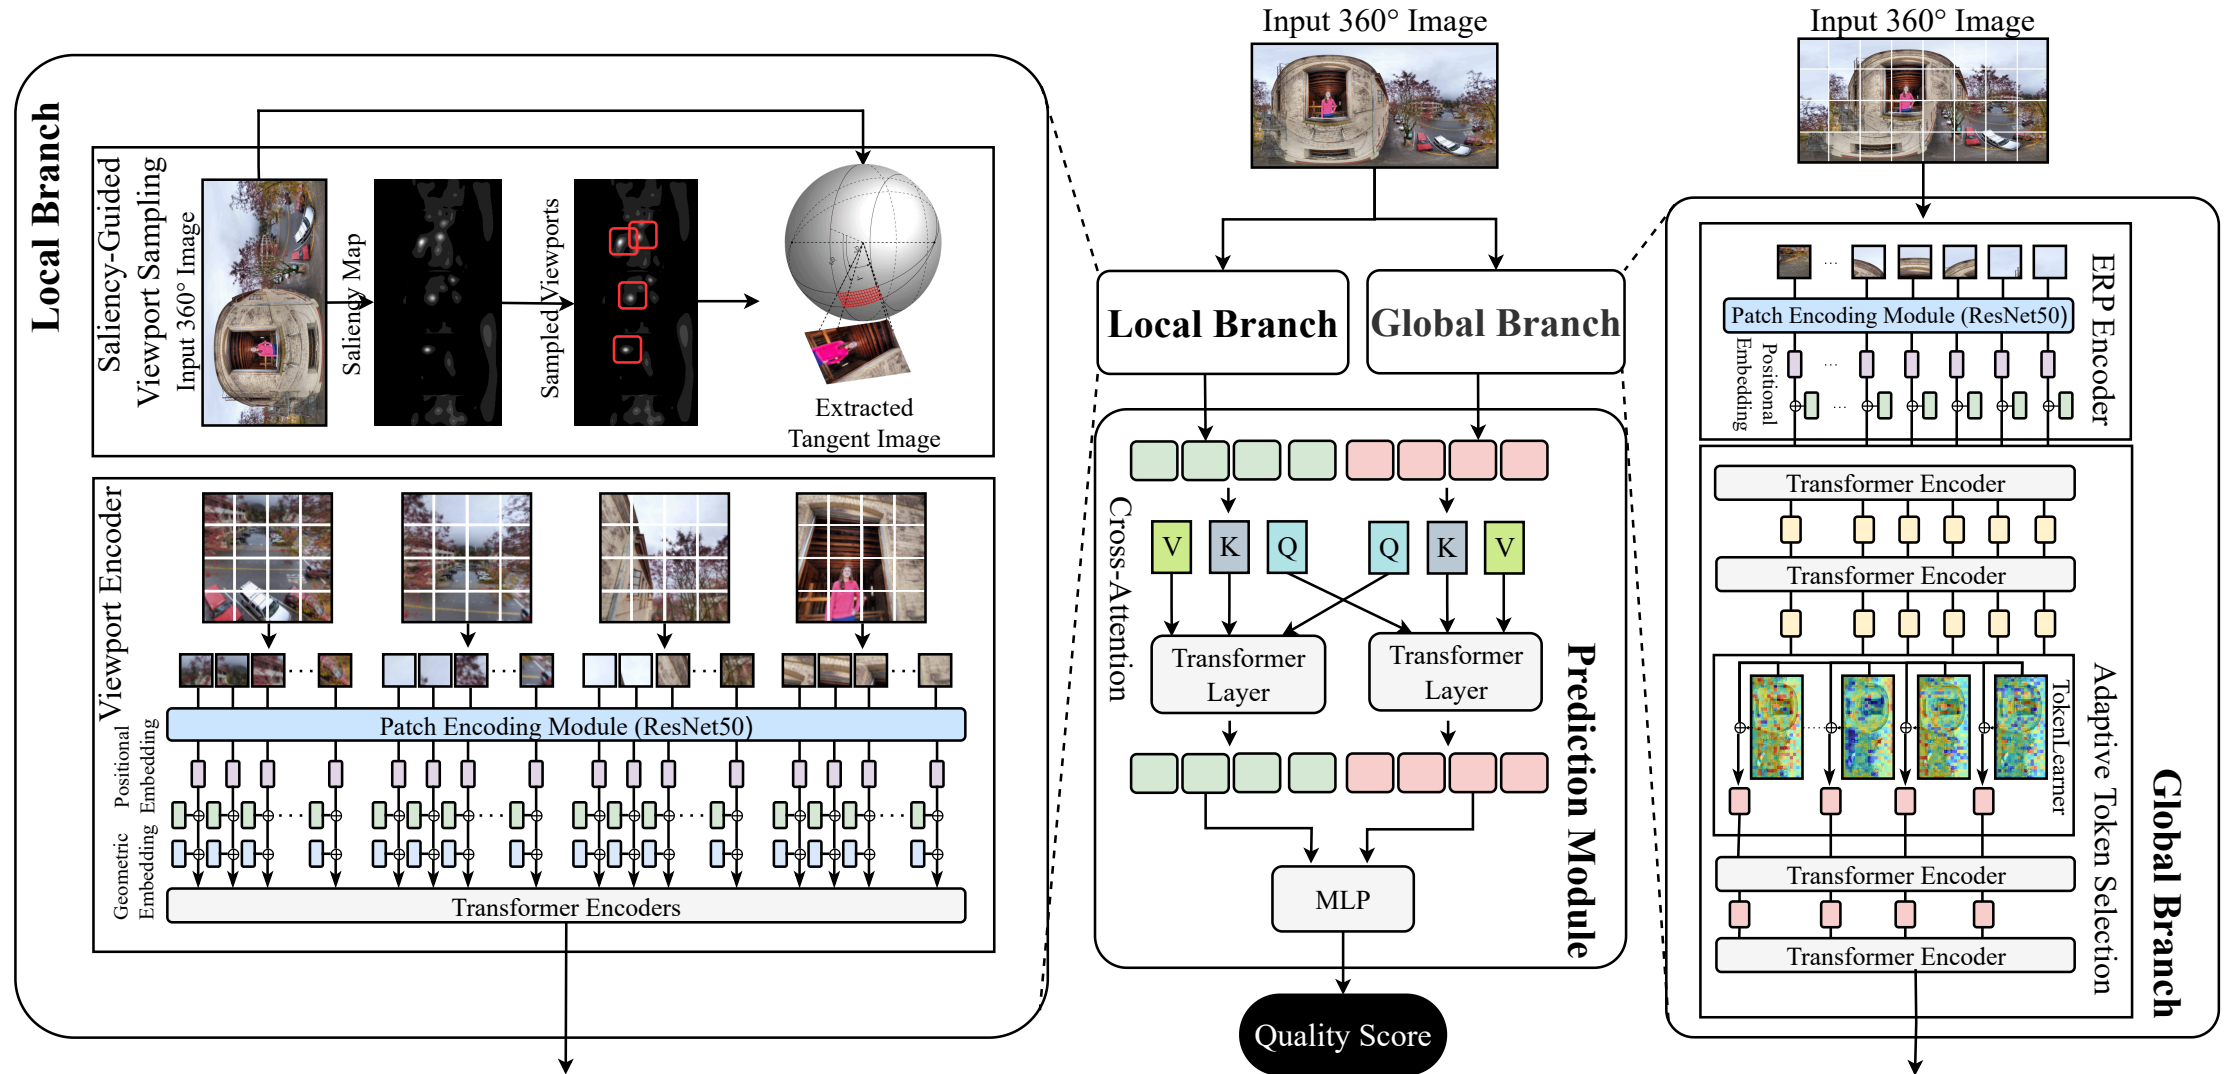 Local Branch
Saliency-Guided
Viewport Sampling
Input 360° Image
Saliency Map
Sampled Viewports
Extracted
Tangent Image
Viewport Encoder
Patch Encoding Module (ResNet50)
Positional
Embedding
Geometric
Embedding
Transformer Encoders
Input 360° Image
Local Branch
Global Branch
Cross-Attention
V
K
Q
Q
K
V
Transformer
Layer
Transformer
Layer
MLP
Prediction Module
Quality Score
Input 360° Image
ERP Encoder
Patch Encoding Module (ResNet50)
Positional
Embedding
Transformer Encoder
Transformer Encoder
TokenLearner
Adaptive Token Selection
Transformer Encoder
Transformer Encoder
Global Branch